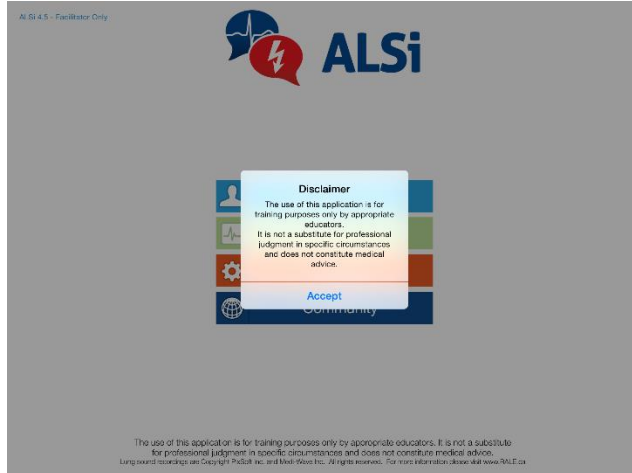 ALSi 4.5 - Facilitator Only
ALSi
Disclaimer
The use of this application is for
training purposes only by appropriate
educators.
It is not a substitute for professional
judgment in specific circumstances
and does not constitute medical
advice.
Accept
Community
The use of this application is for training purposes only by appropriate educators. It is not a substitute
for professional judgment in specific circumstances and does not constitute medical advice.
Lung sound recordings are Copyright PixSoft Inc. and Medi-Wave Inc. All rights reserved. For more information please visit www.RALE.ca